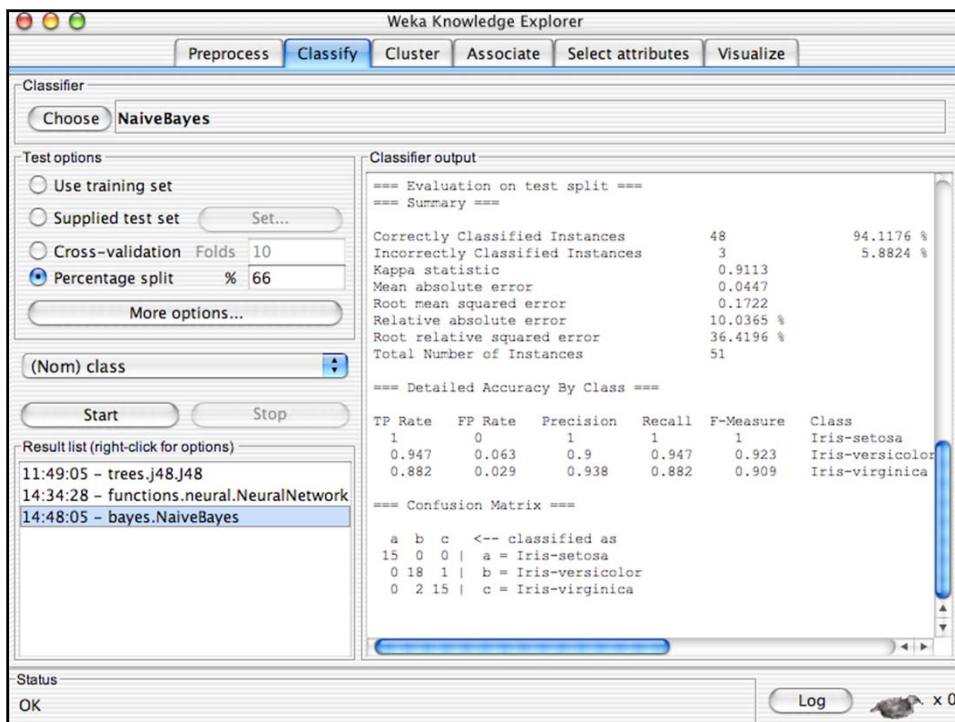 Weka Knowledge Explorer
Preprocess Classify Cluster Associate Select attributes Visualize
Classifier
Choose NaiveBayes
Test options
Use training set
Supplied test set Set...
Cross-validation Folds 10
Percentage split % 66
More options...
(Nom) class
Start Stop
Result list (right-click for options)
11:49:05 – trees.j48.J48
14:34:28 – functions.neural.NeuralNetwork
14:48:05 – bayes.NaiveBayes
Classifier output
=== Evaluation on test split ===
=== Summary ===
Correctly Classified Instances 48 94.1176 %
Incorrectly Classified Instances 3 5.8824 %
Kappa statistic 0.9113
Mean absolute error 0.0447
Root mean squared error 0.1722
Relative absolute error 10.0365 %
Root relative squared error 36.4196 %
Total Number of Instances 51
=== Detailed Accuracy By Class ===
TP Rate FP Rate Precision Recall F-Measure Class
1 0 1 1 1 Iris-setosa
0.947 0.063 0.9 0.947 0.923 Iris-versicolor
0.882 0.029 0.938 0.882 0.909 Iris-virginica
=== Confusion Matrix ===
a b c <-- classified as
15 0 0 | a = Iris-setosa
0 18 1 | b = Iris-versicolor
0 2 15 | c = Iris-virginica
Status
OK
Log x 0